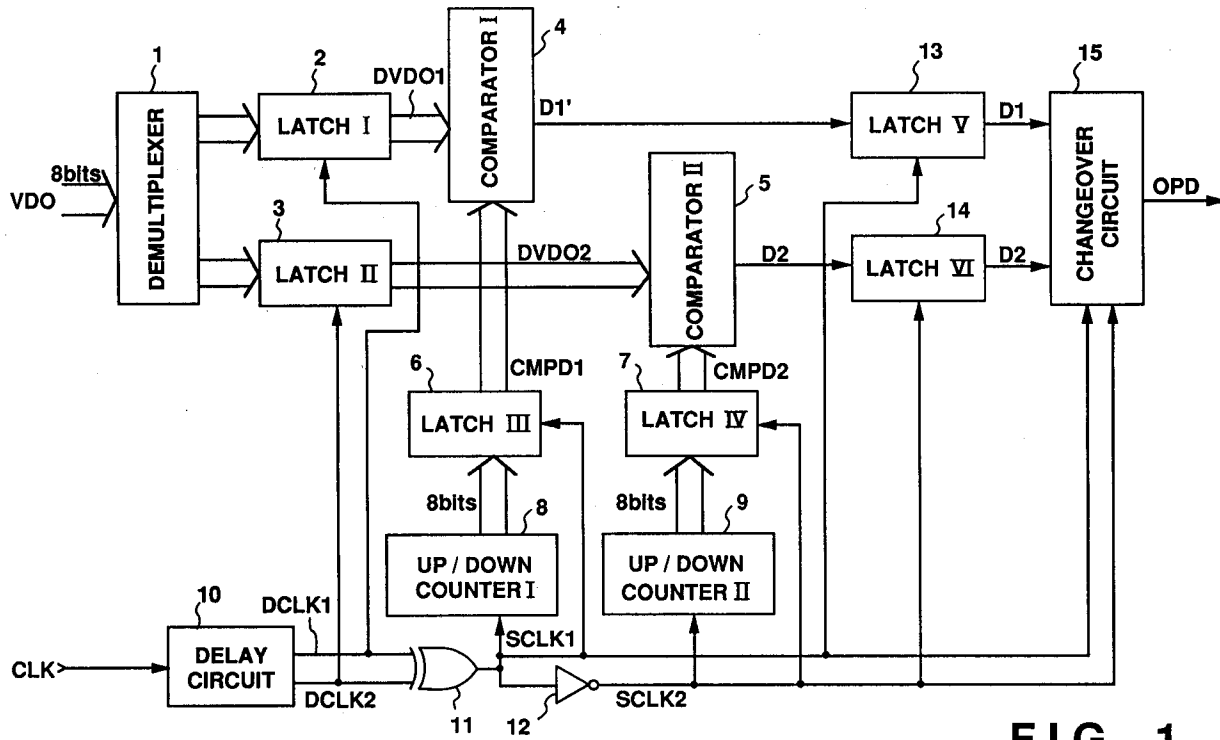 1
2
DVDO1
COMPARATOR I
4
13
15
8bits
VDO
DEMULTIPLEXER
LATCH I
D1'
LATCH V
D1
CHANGEOVER
CIRCUIT
OPD
3
LATCH II
DVDO2
COMPARATOR II
5
D2
14
LATCH VI
D2
6
CMPD1
LATCH III
7
CMPD2
LATCH IV
8bits
8
UP / DOWN
COUNTER I
8bits
9
UP / DOWN
COUNTER II
10
DCLK1
SCLK1
CLK
DELAY
CIRCUIT
DCLK2
11
12
SCLK2
FIG. 1